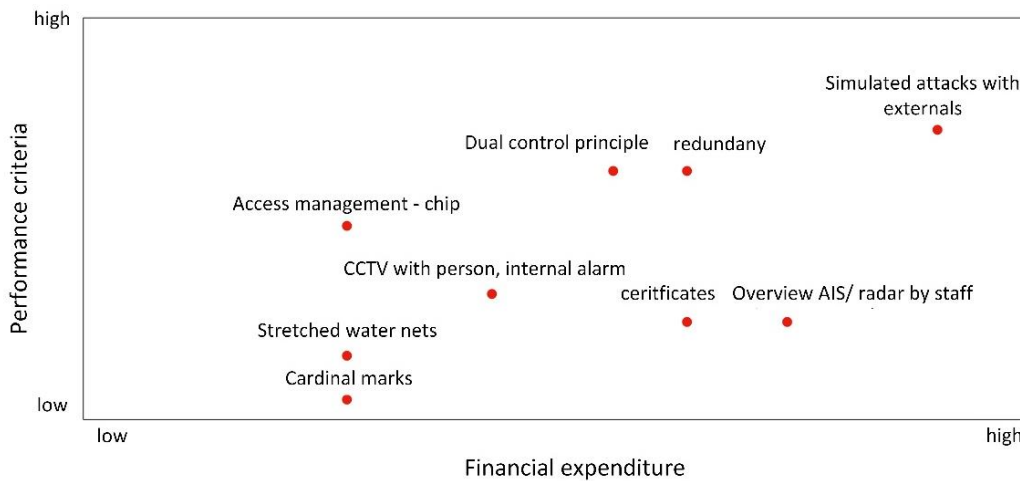 high
Simulated attacks with
externals
Dual control principle
redundany
Access management - chip
CCTV with person, internal alarm
ceritficates
Overview AIS/ radar by staff
Stretched water nets
Cardinal marks
low
low
high
Performance criteria
Financial expenditure